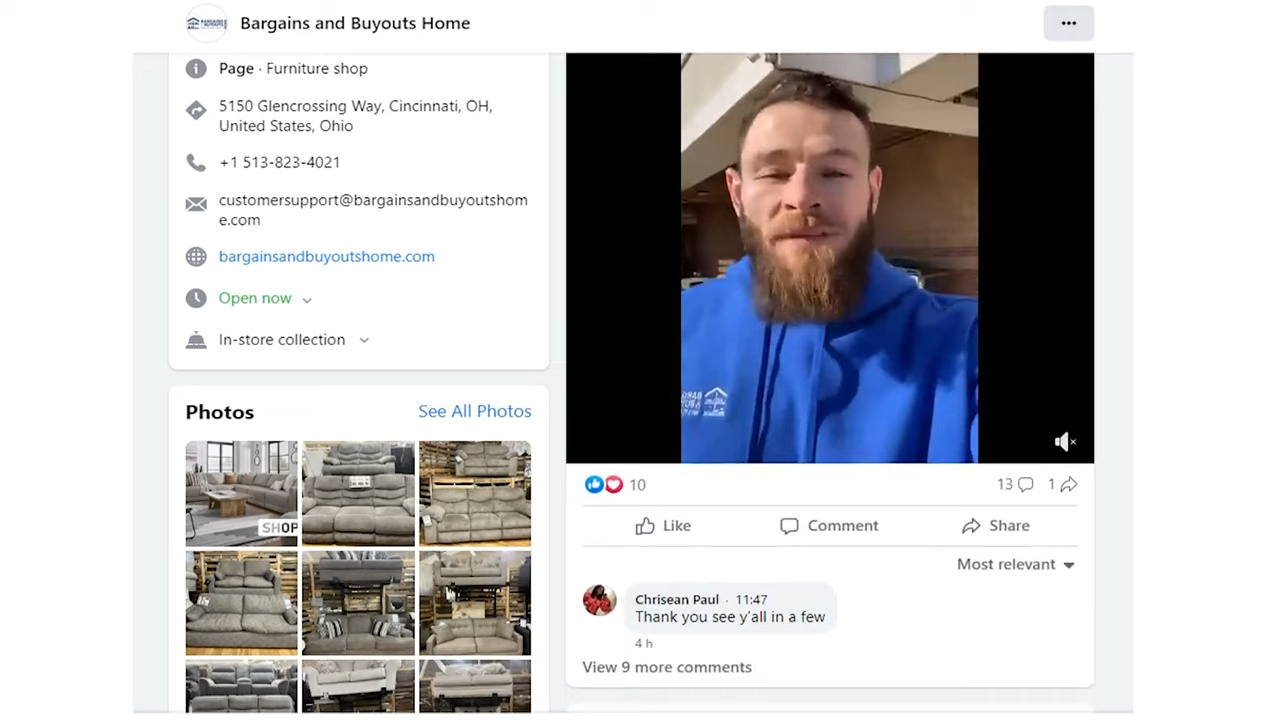 Bargains and Buyouts Home
Page · Furniture shop
5150 Glencrossing Way, Cincinnati, OH,
United States, Ohio
+1 513-823-4021
customersupport@bargainsandbuyoutshom
e.com
bargainsandbuyoutshome.com
Open now
In-store collection
Photos
See All Photos
SHOP
10
13
1
Like
Comment
Share
Most relevant
Chrisean Paul · 11:47
Thank you see y'all in a few
4 h
View 9 more comments